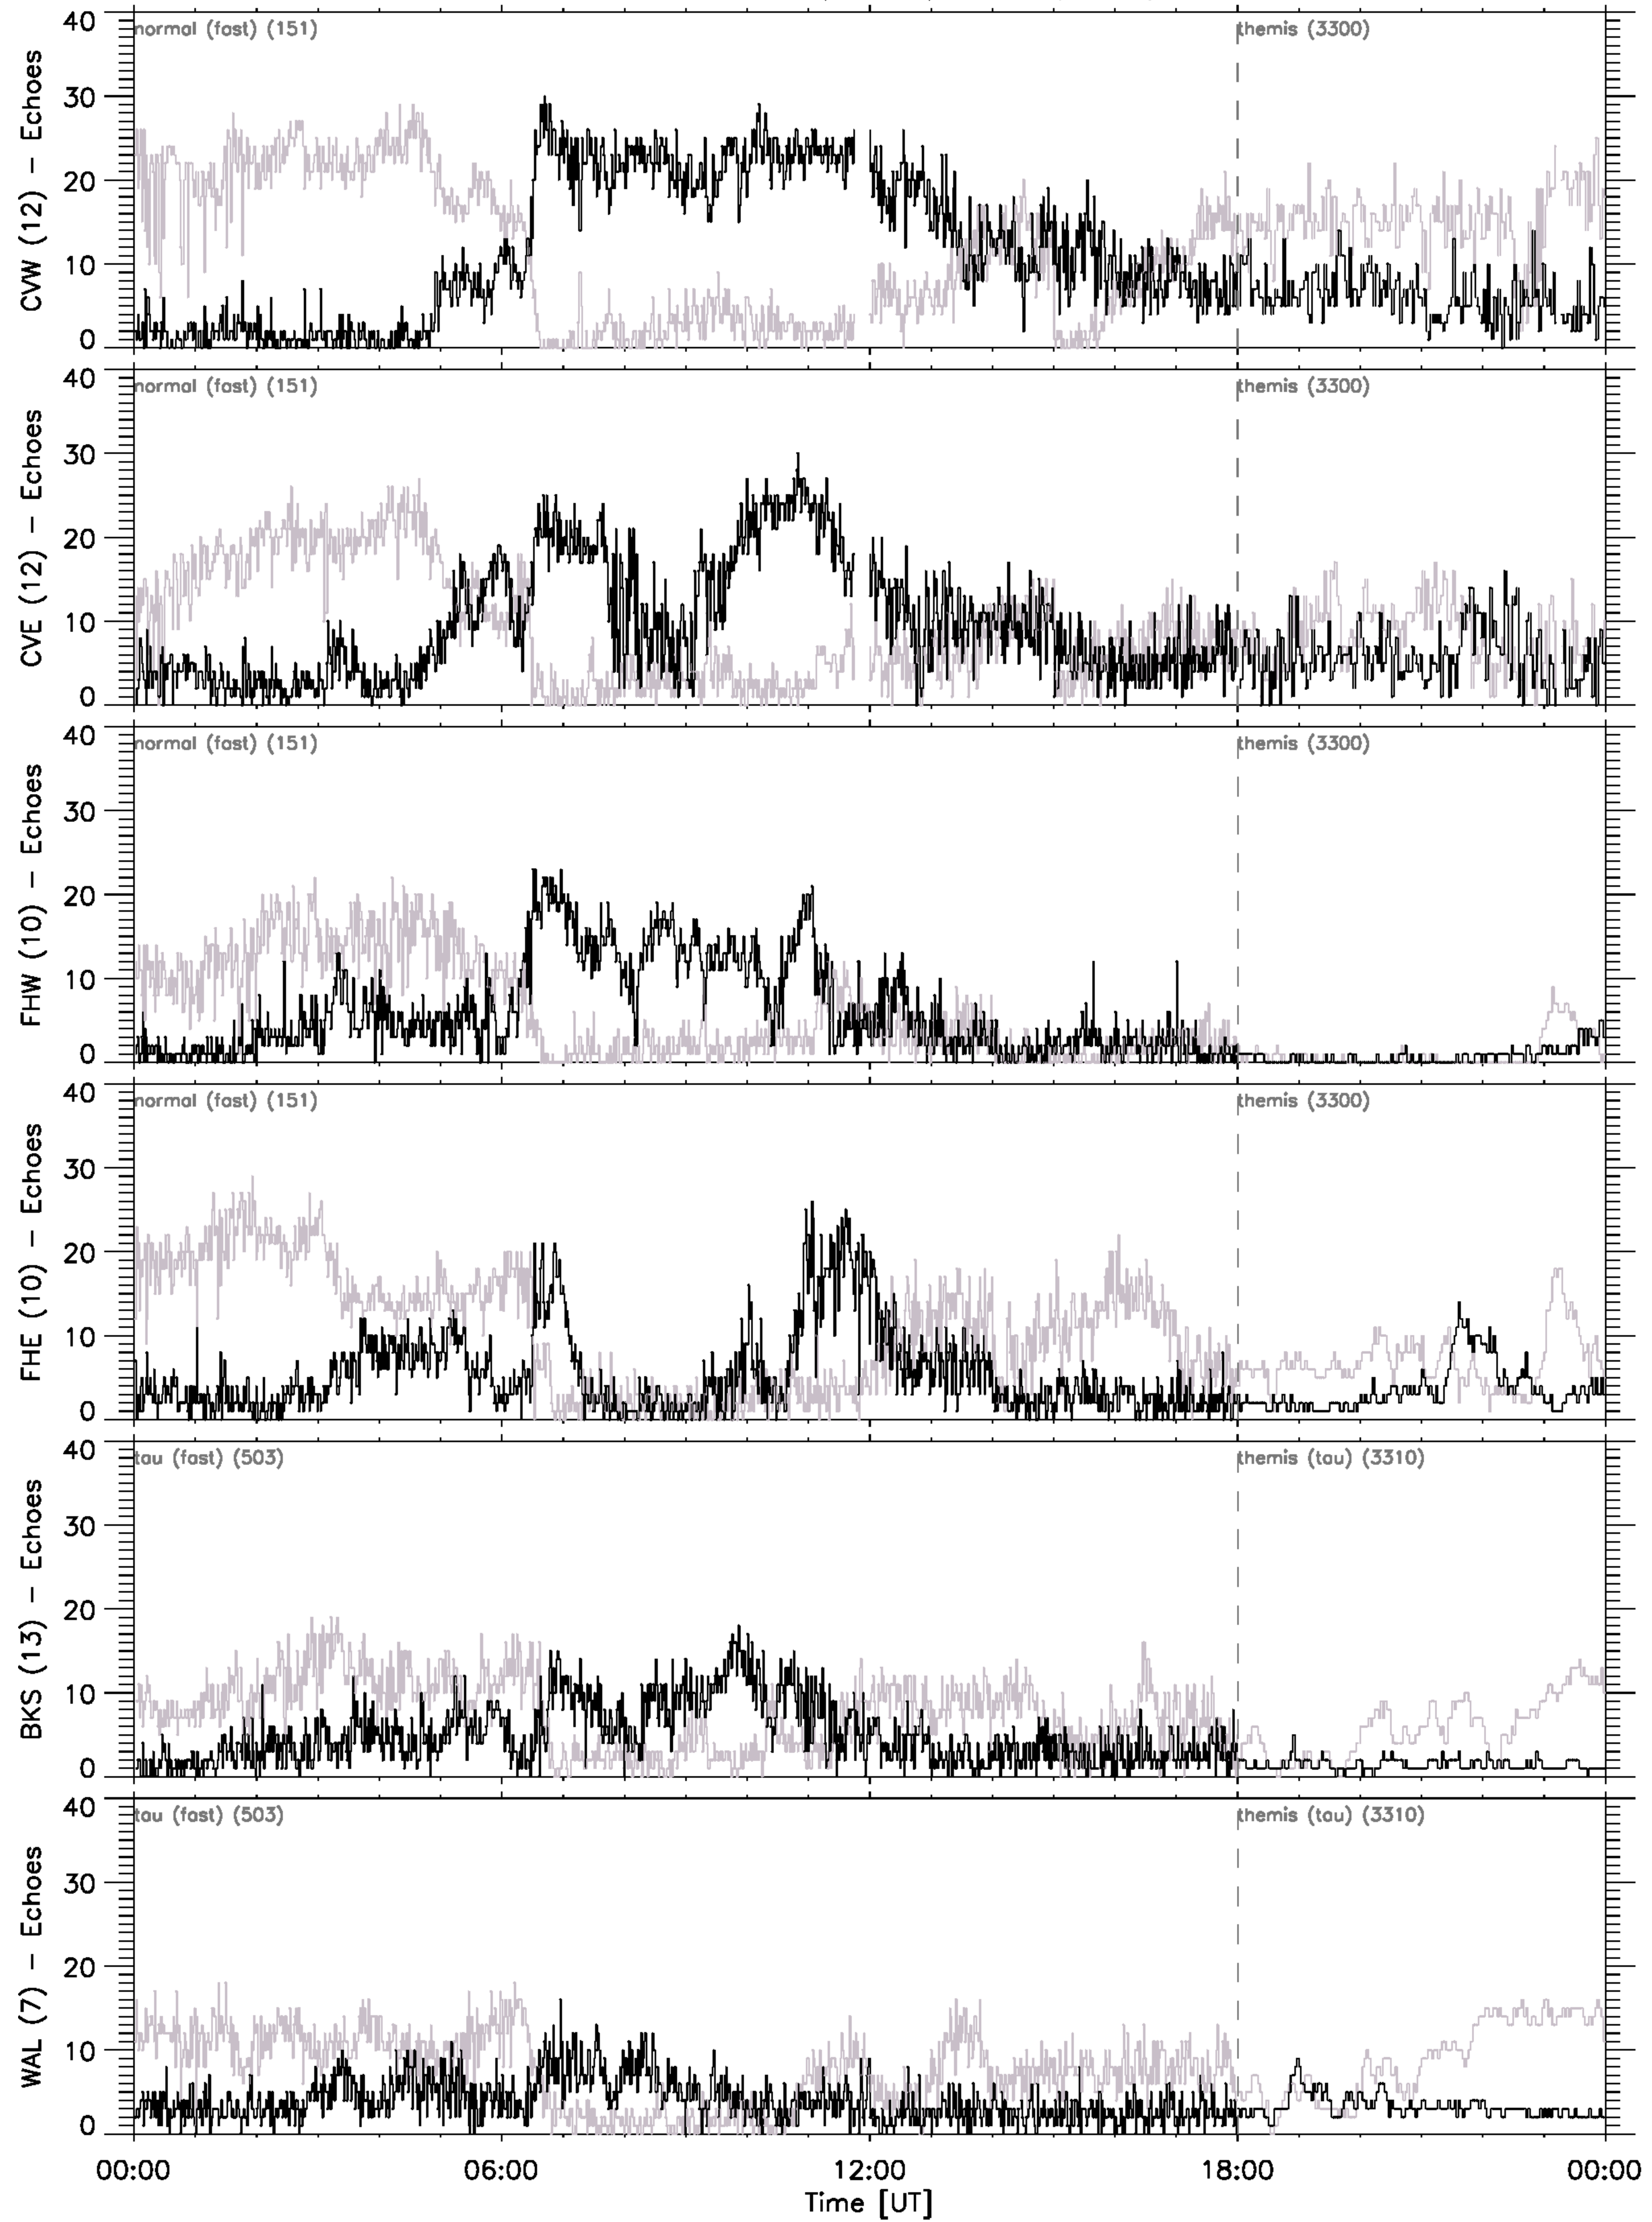 normal (fast) (151) themis (3300)
CVW (12) – Echoes
40
30
20
10
0
normal (fast) (151) themis (3300)
CVE (12) – Echoes
40
30
20
10
0
normal (fast) (151) themis (3300)
FHW (10) – Echoes
40
30
20
10
0
normal (fast) (151) themis (3300)
FHE (10) – Echoes
40
30
20
10
0
tau (fast) (503) themis (tau) (3310)
BKS (13) – Echoes
40
30
20
10
0
tau (fast) (503) themis (tau) (3310)
WAL (7) – Echoes
40
30
20
10
0
00:00 06:00 12:00 18:00 00:00
Time [UT]